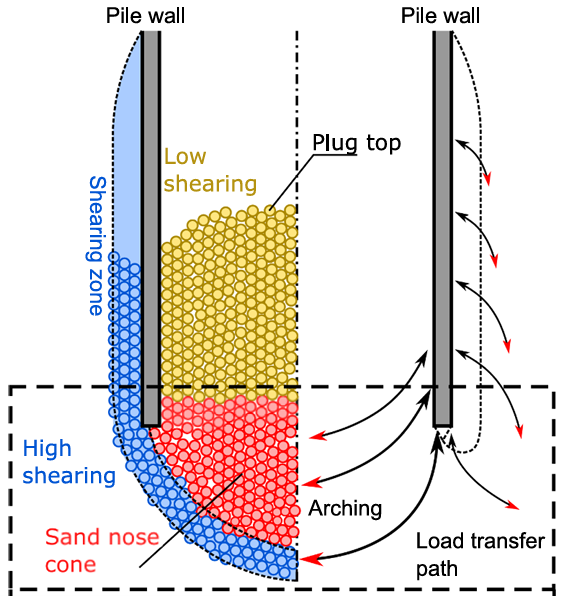 Pile wall
Pile wall
Plug top
Low
shearing
Shearing zone
High
shearing
Arching
Sand nose
cone
Load transfer
path